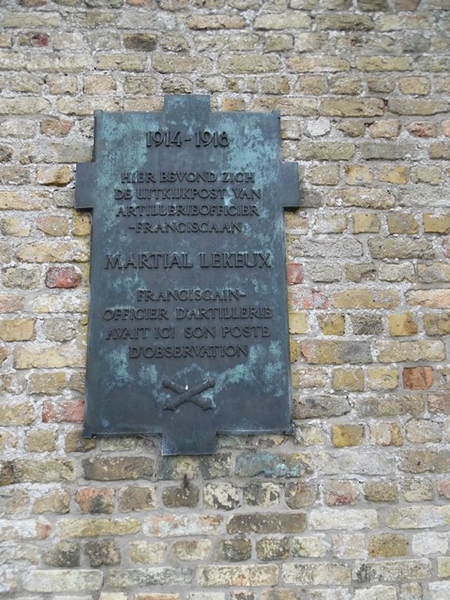 1914-1918
HIER BEVOND ZICH
DE UITKIJKPOST VAN
ARTILLERIEOFFICIER
-FRANCISCAAN
MARTIAL LEKEUX
FRANCISCAIN-
OFFICIER D'ARTILLERIE
AVAIT ICI SON POSTE
D'OBSERVATION